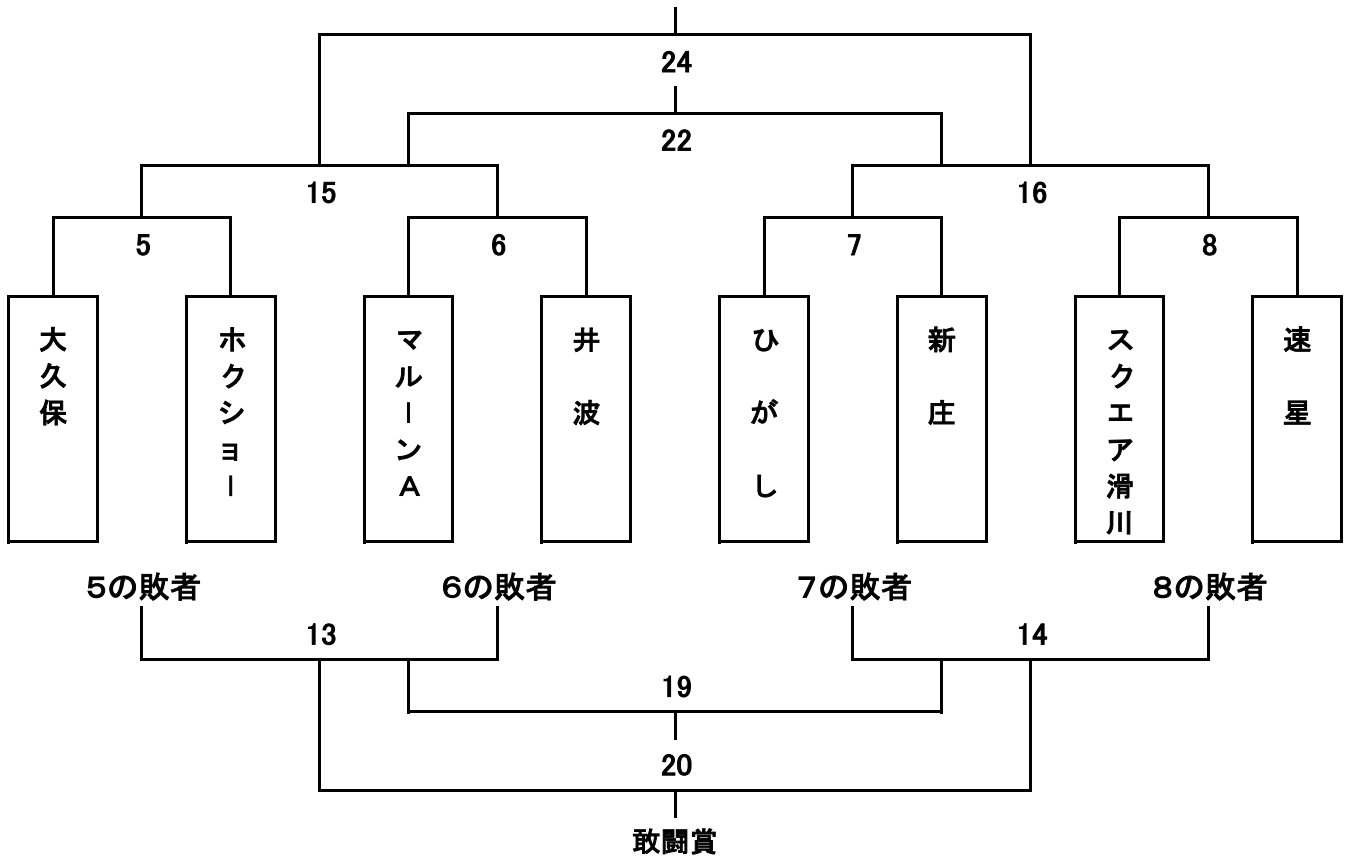 24
22
15
16
5
6
7
8
大久保
ホクショー
マルーンA
井波
ひがし
新庄
スクエア滑川
速星
5の敗者
6の敗者
7の敗者
8の敗者
13
14
19
20
敢闘賞